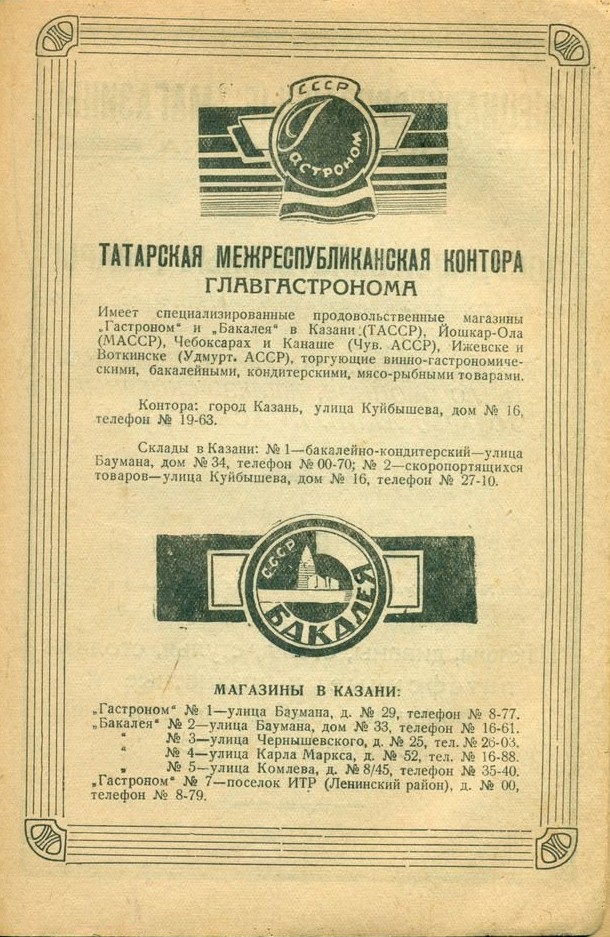 СССР
Гастроном
ТАТАРСКАЯ МЕЖРЕСПУБЛИКАНСКАЯ КОНТОРА
ГЛАВГАСТРОНОМА
Имеет специализированные продовольственные магазины
„Гастроном“ и „Бакалея“ в Казани (ТАССР), Йошкар-Ола
(МАССР), Чебоксарах и Канаше (Чув. АССР), Ижевске и
Воткинске (Удмурт. АССР), торгующие винно-гастрономиче-
скими, бакалейными, кондитерскими, мясо-рыбными товарами.
Контора: город Казань, улица Куйбышева, дом № 16,
телефон № 19-63.
Склады в Казани: № 1—бакалейно-кондитерский—улица
Баумана, дом № 34, телефон № 00-70; № 2—скоропортящихся
товаров—улица Куйбышева, дом № 16, телефон № 27-10.
СССР
БАКАЛЕЯ
МАГАЗИНЫ В КАЗАНИ:
„Гастроном“ № 1—улица Баумана, д. № 29, телефон № 8-77.
„Бакалея“ № 2—улица Баумана, дом № 33, телефон № 16-61.
“ № 3—улица Чернышевского, д. № 25, тел. № 26-03.
“ № 4—улица Карла Маркса, д. № 52, тел. № 16-88.
„ № 5—улица Комлева, д. № 8/45, телефон № 35-40.
„Гастроном“ № 7—поселок ИТР (Ленинский район), д. № 00,
телефон № 8-79.